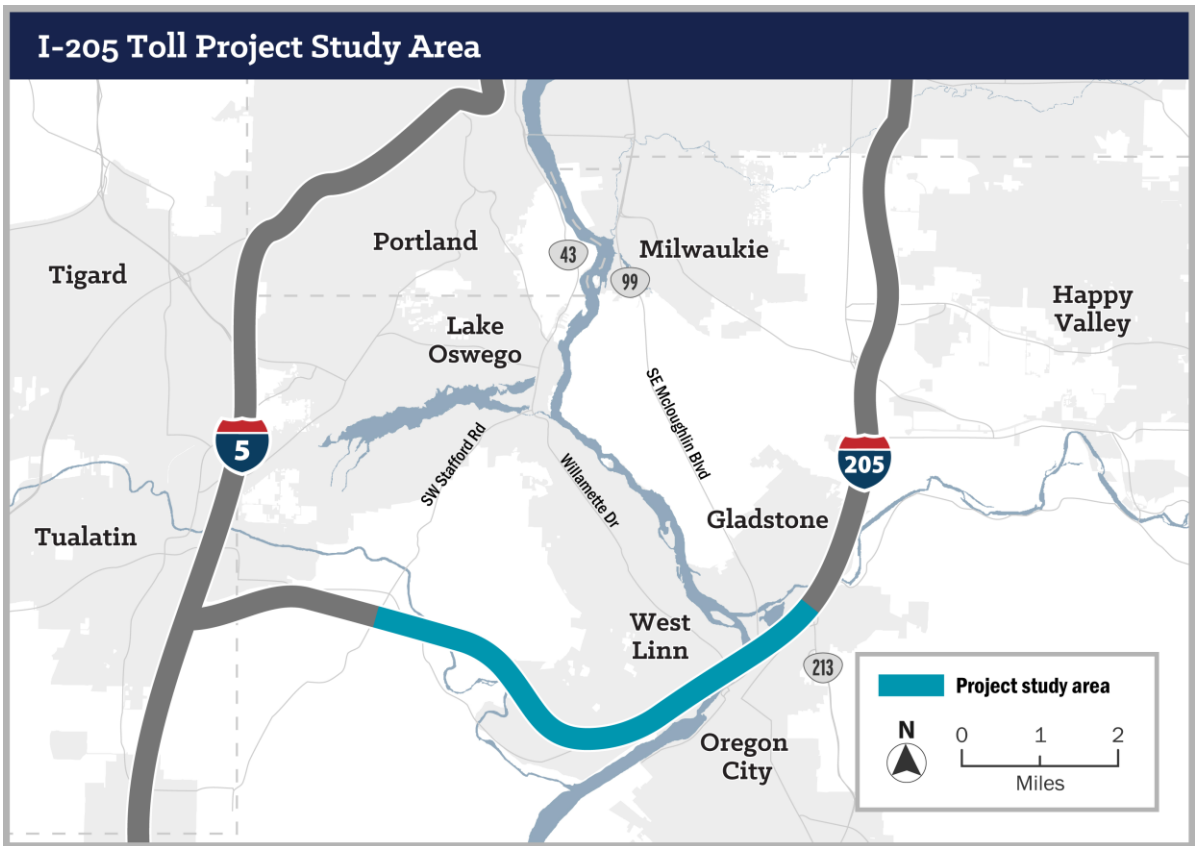 I-205 Toll Project Study Area
Portland
43
Milwaukie
Tigard
99
Happy
Valley
Lake
Oswego
SE Mcloughlin Blvd
5
205
SW Stafford Rd
Willamette Dr
Gladstone
Tualatin
West
Linn
213
Oregon
City
Project study area
N
0 1 2
Miles